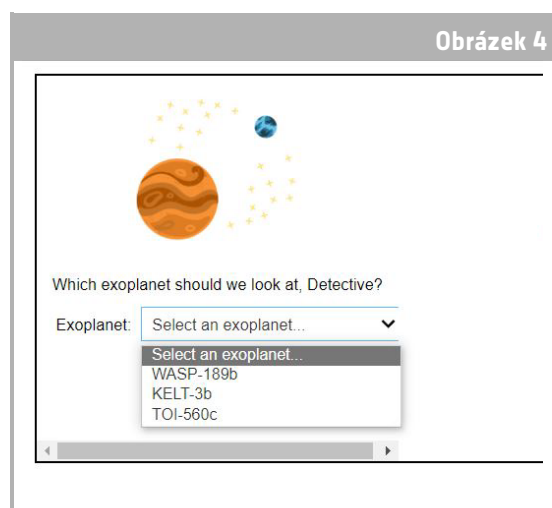 Obrázek 4
Which exoplanet should we look at, Detective?
Exoplanet: Select an exoplanet...
Select an exoplanet...
WASP-189b
KELT-3b
TOI-560c